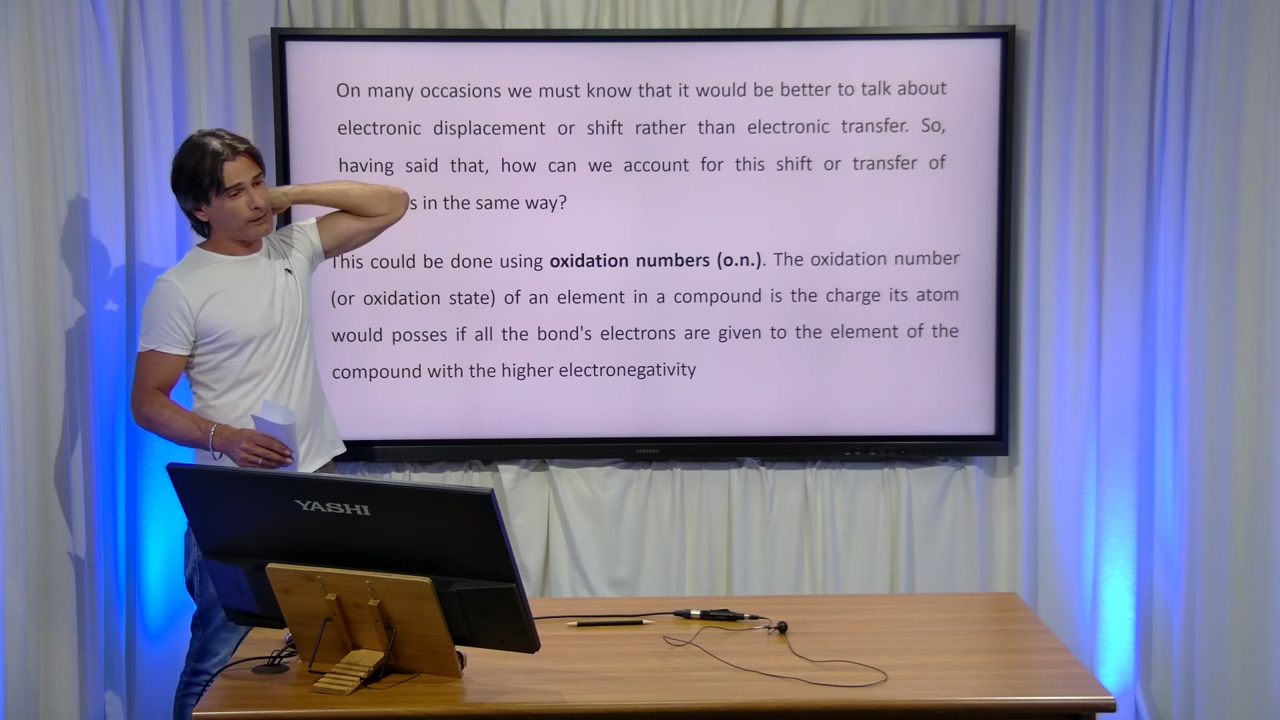 On many occasions we must know that it would be better to talk about
electronic displacement or shift rather than electronic transfer. So,
having said that, how can we account for this shift or transfer of
s in the same way?
This could be done using oxidation numbers (o.n.). The oxidation number
(or oxidation state) of an element in a compound is the charge its atom
would posses if all the bond's electrons are given to the element of the
compound with the higher electronegativity
SAMSUNG
YASHI